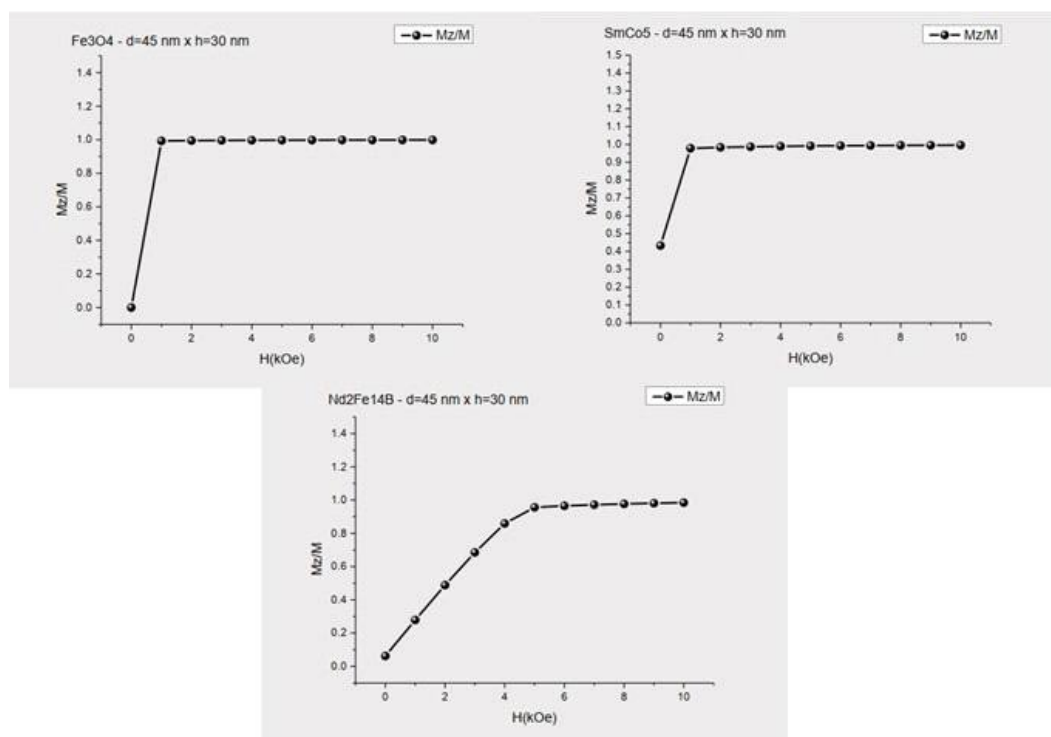 Fe3O4 - d=45 nm x h=30 nm
Mz/M
1.4
1.2
1.0
0.8
0.6
0.4
0.2
0.0
Mz/M
0 2 4 6 8 10
H(kOe)
SmCo5 - d=45 nm x h=30 nm
Mz/M
1.5
1.4
1.3
1.2
1.1
1.0
0.9
0.8
0.7
0.6
0.5
0.4
0.3
0.2
0.1
0.0
Mz/M
0 2 4 6 8 10
H(kOe)
Nd2Fe14B - d=45 nm x h=30 nm
Mz/M
1.4
1.2
1.0
0.8
0.6
0.4
0.2
0.0
Mz/M
0 2 4 6 8 10
H(kOe)